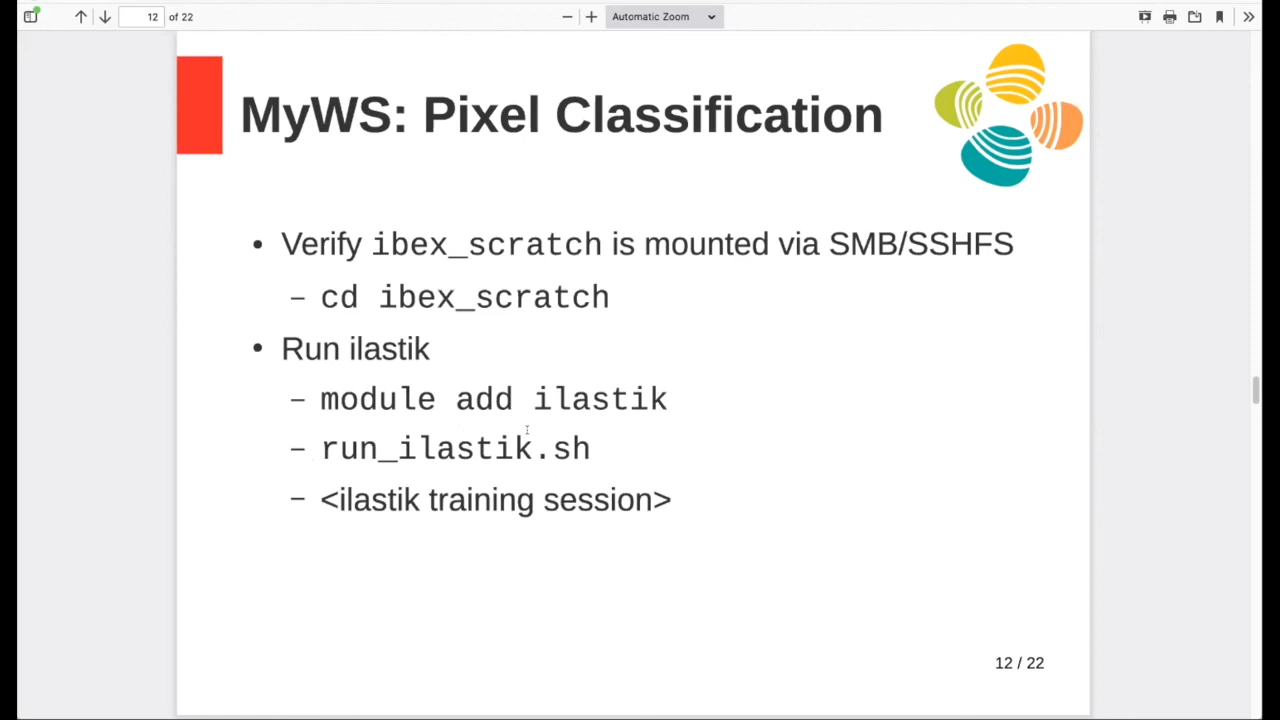 12 of 22 Automatic Zoom
MyWS: Pixel Classification
• Verify ibex_scratch is mounted via SMB/SSHFS
– cd ibex_scratch
• Run ilastik
– module add ilastik
– run_ilastik.sh
– <ilastik training session>
12 / 22